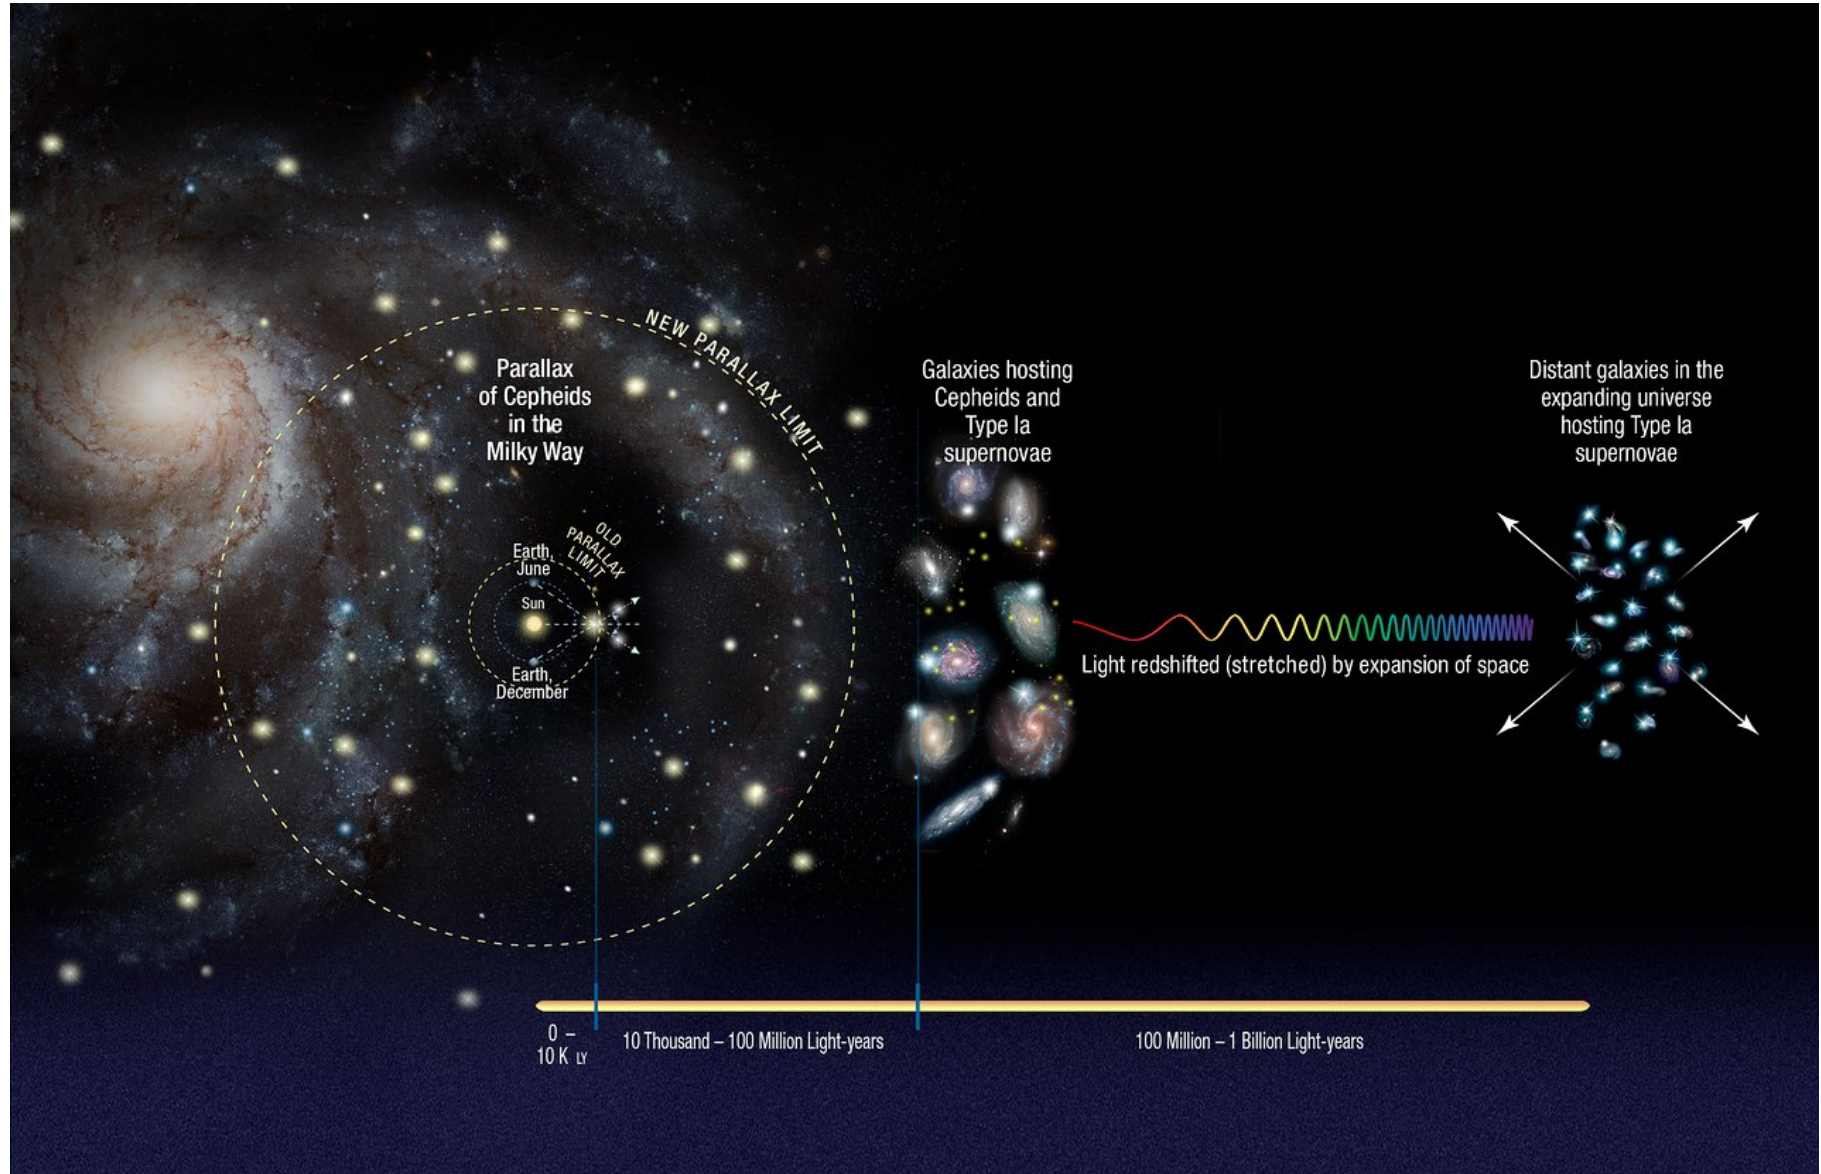 NEW PARALLAX LIMIT
Parallax
of Cepheids
in the
Milky Way
OLD
PARALLAX
LIMIT
Earth,
June
Sun
Earth,
December
Galaxies hosting
Cepheids and
Type Ia
supernovae
Light redshifted (stretched) by expansion of space
Distant galaxies in the
expanding universe
hosting Type Ia
supernovae
0 –
10 K LY
10 Thousand – 100 Million Light-years
100 Million – 1 Billion Light-years